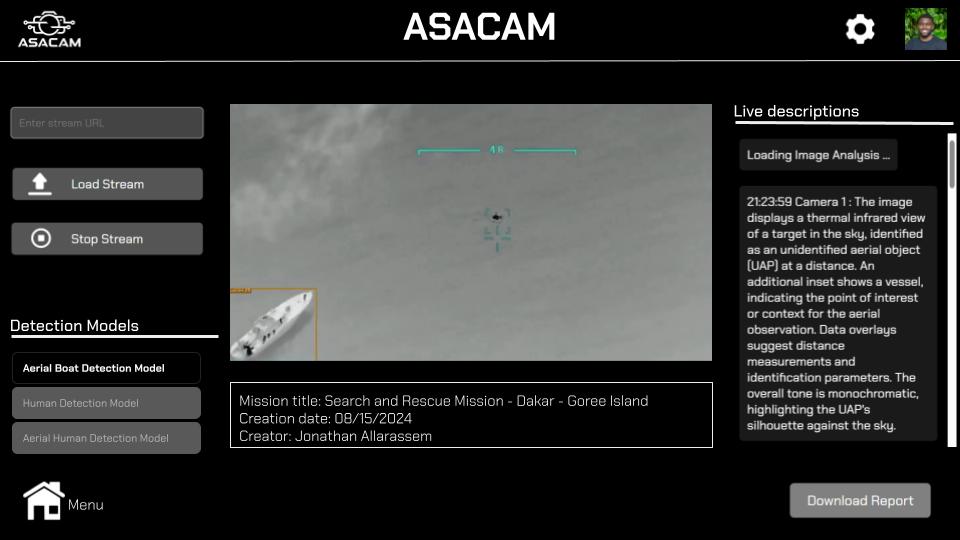 ASACAM
ASACAM
Enter stream URL
Load Stream
Stop Stream
Detection Models
Aerial Boat Detection Model
Human Detection Model
Aerial Human Detection Model
Menu
48
Mission title: Search and Rescue Mission - Dakar - Goree Island
Creation date: 08/15/2024
Creator: Jonathan Allarassem
Live descriptions
Loading Image Analysis ...
21:23:59 Camera 1 : The image
displays a thermal infrared view
of a target in the sky, identified
as an unidentified aerial object
(UAP) at a distance. An
additional inset shows a vessel,
indicating the point of interest
or context for the aerial
observation. Data overlays
suggest distance
measurements and
identification parameters. The
overall tone is monochromatic,
highlighting the UAP's
silhouette against the sky.
Download Report